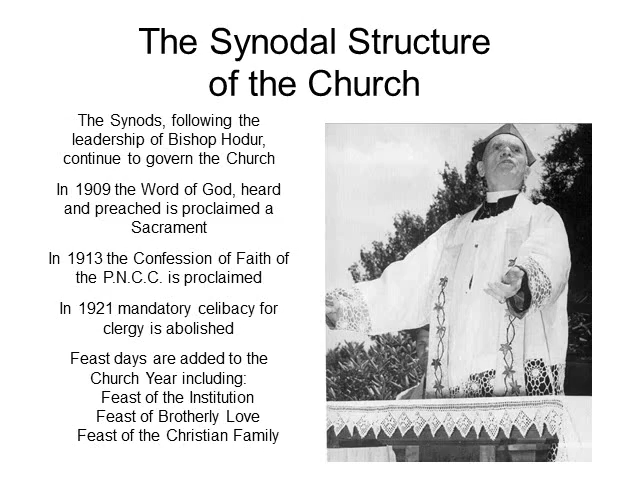 The Synodal Structure
of the Church
The Synods, following the
leadership of Bishop Hodur,
continue to govern the Church
In 1909 the Word of God, heard
and preached is proclaimed a
Sacrament
In 1913 the Confession of Faith of
the P.N.C.C. is proclaimed
In 1921 mandatory celibacy for
clergy is abolished
Feast days are added to the
Church Year including:
Feast of the Institution
Feast of Brotherly Love
Feast of the Christian Family